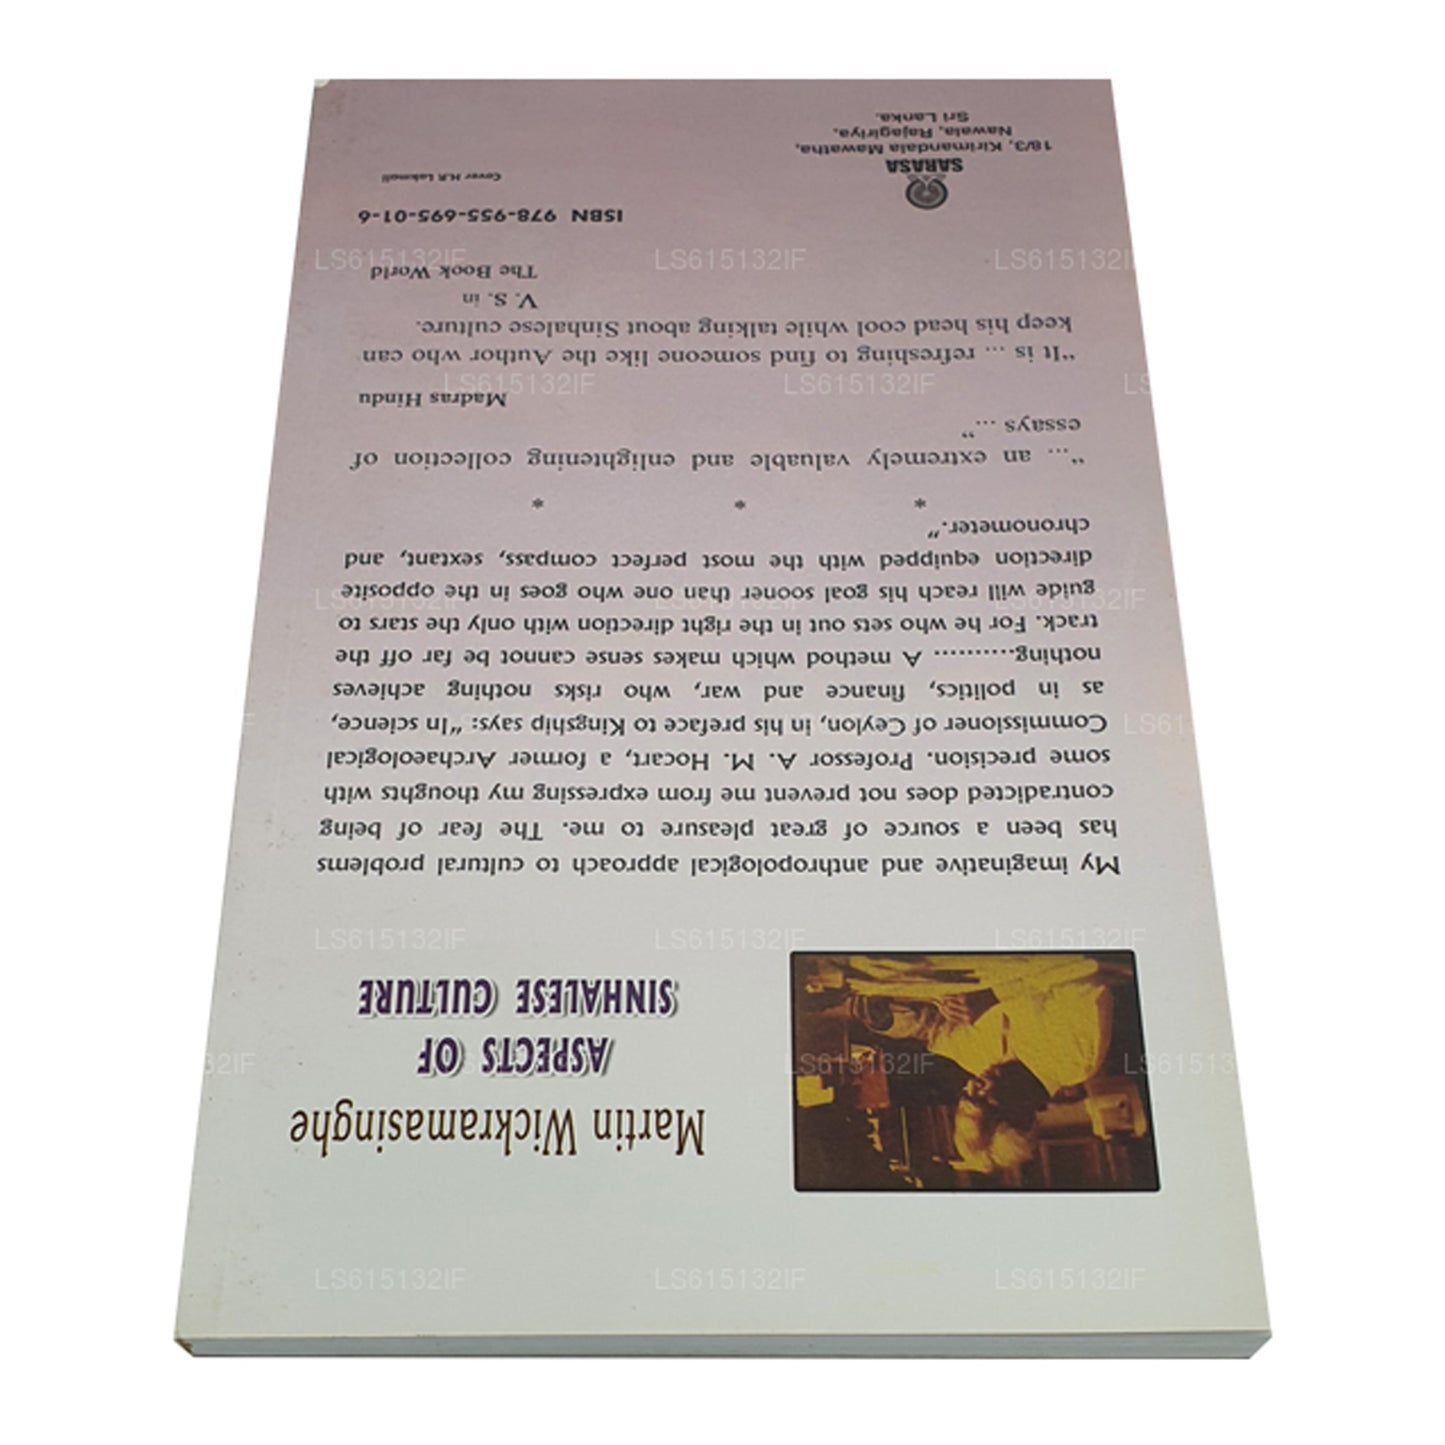 Martin Wickramasinghe
ASPECTS OF
SINHALESE CULTURE
My imaginative and anthropological approach to cultural problems
has been a source of great pleasure to me. The fear of being
contradicted does not prevent me from expressing my thoughts with
some precision. Professor A. M. Hocart, a former Archaeological
Commissioner of Ceylon, in his preface to Kingship says: "In science,
as in politics, finance and war, who risks nothing achieves
nothing.......... A method which makes sense cannot be far off the
track. For he who sets out in the right direction with only the stars to
guide will reach his goal sooner than one who goes in the opposite
direction equipped with the most perfect compass, sextant, and
chronometer."
* * *
"... an extremely valuable and enlightening collection of
essays ..."
Madras Hindu
"It is ... refreshing to find someone like the Author who can
keep his head cool while talking about Sinhalese culture.
V. S. in
The Book World
ISBN 978-955-695-01-6
Cover H.P. Lakmali
SARASA
18/3, Kirimandala Mawatha,
Nawala, Rajagiriya,
Sri Lanka.
LS615132IF